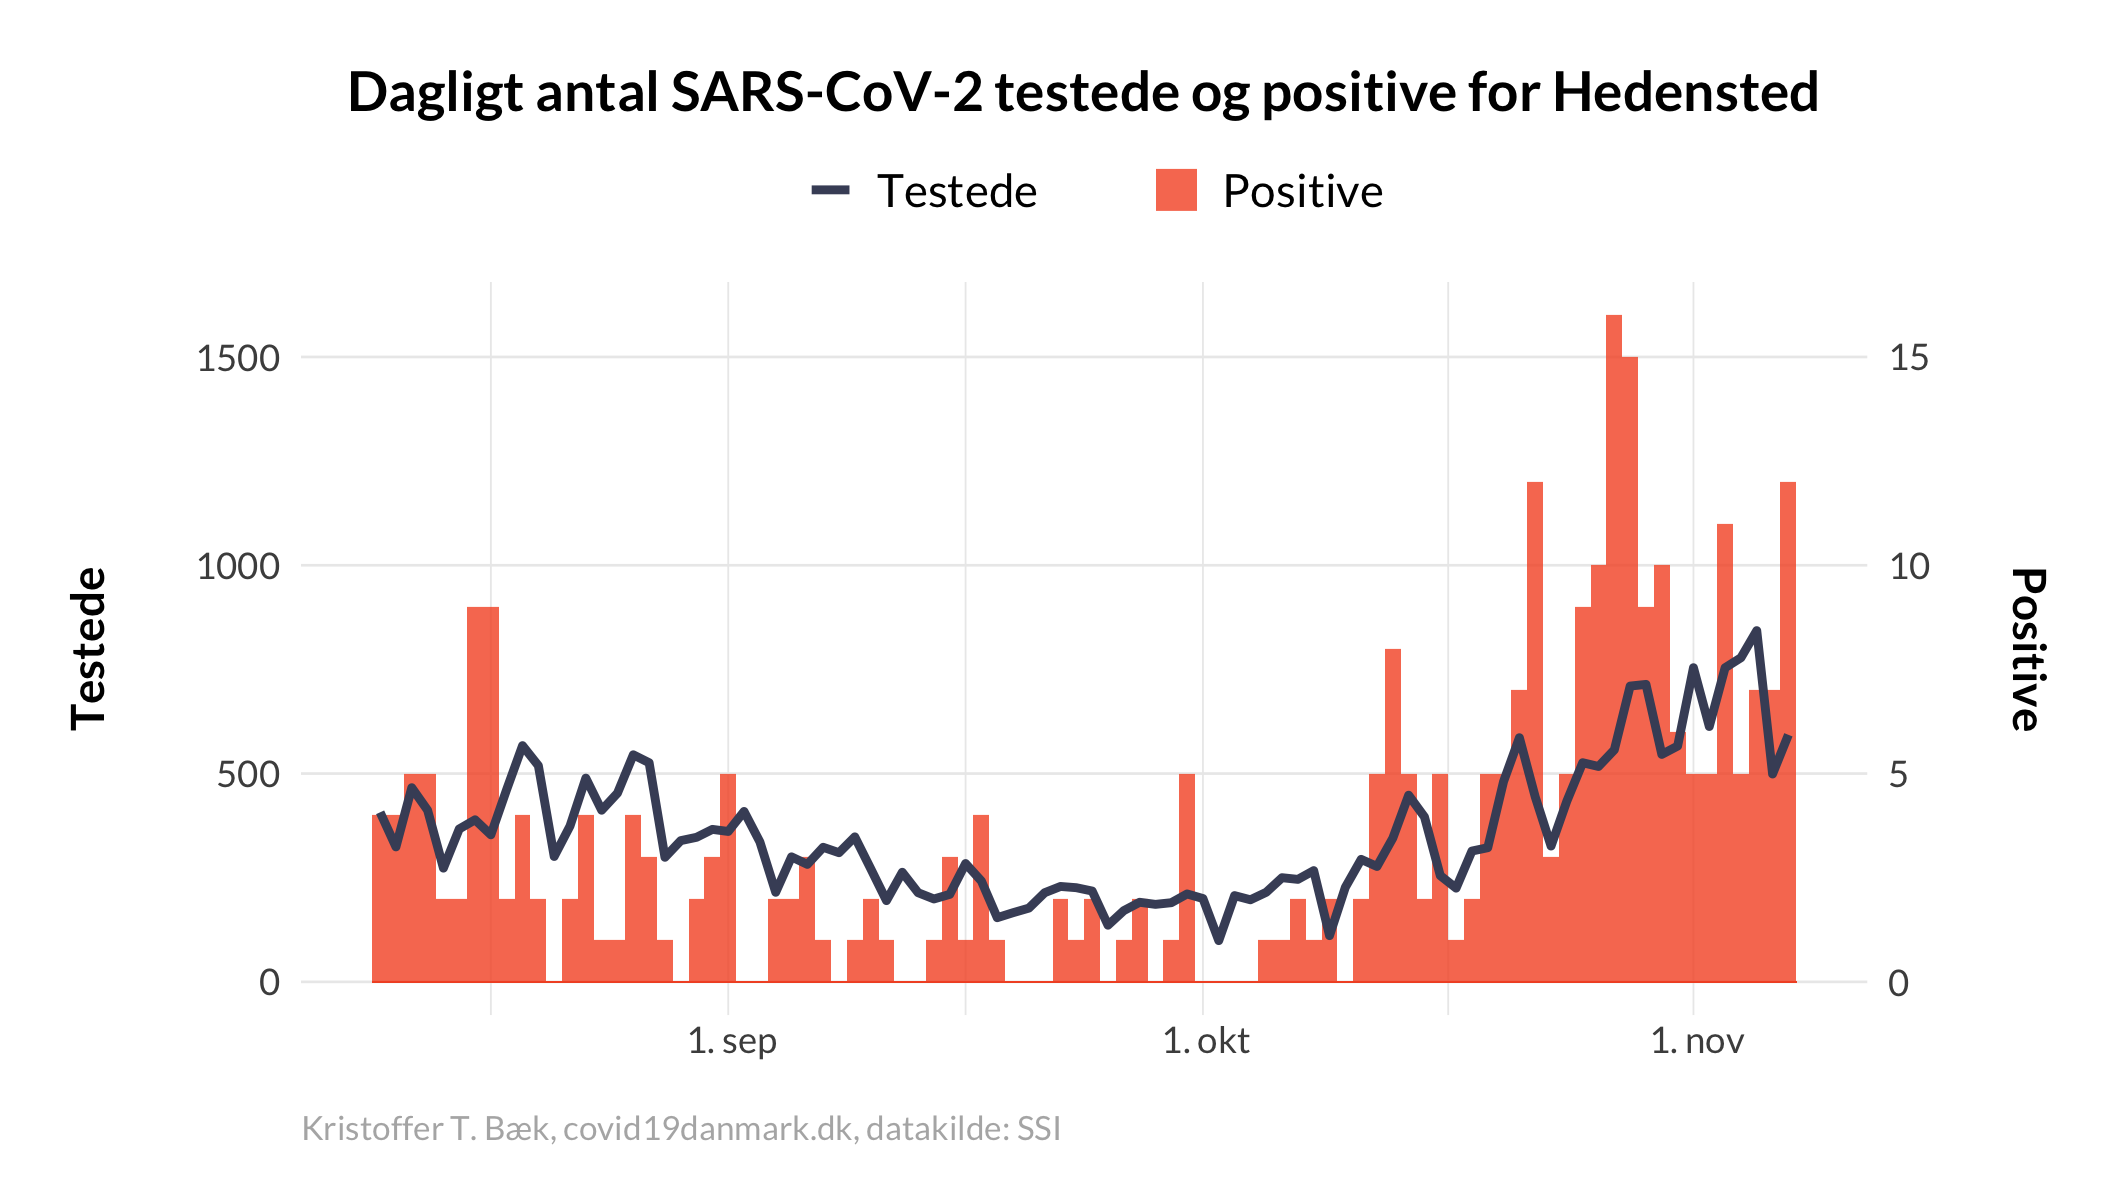 Dagligt antal SARS-CoV-2 testede og positive for Hedensted
Testede
Positive
1500
1000
500
0
15
10
5
0
Testede
Positive
1. sep
1. okt
1. nov
Kristoffer T. Bæk, covid19danmark.dk, datakilde: SSI